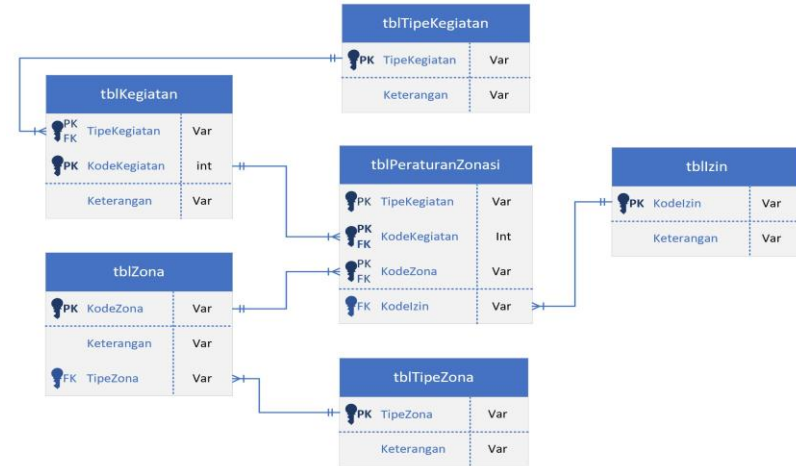 tblTipeKegiatan
PK TipeKegiatan Var
Keterangan Var
tblKegiatan
PK
FK TipeKegiatan Var
PK KodeKegiatan int
Keterangan Var
tblPeraturanZonasi
PK TipeKegiatan Var
PK
FK KodeKegiatan Int
PK
FK KodeZona Var
FK KodeIzin Var
tblIzin
PK KodeIzin Var
Keterangan Var
tblZona
PK KodeZona Var
Keterangan Var
FK TipeZona Var
tblTipeZona
PK TipeZona Var
Keterangan Var